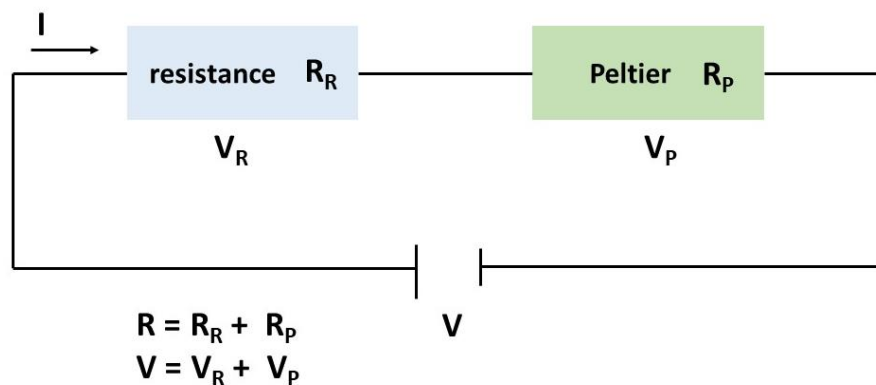 I
resistance R_R
Peltier R_P
V_R
V_P
V
R = R_R + R_P
V = V_R + V_P